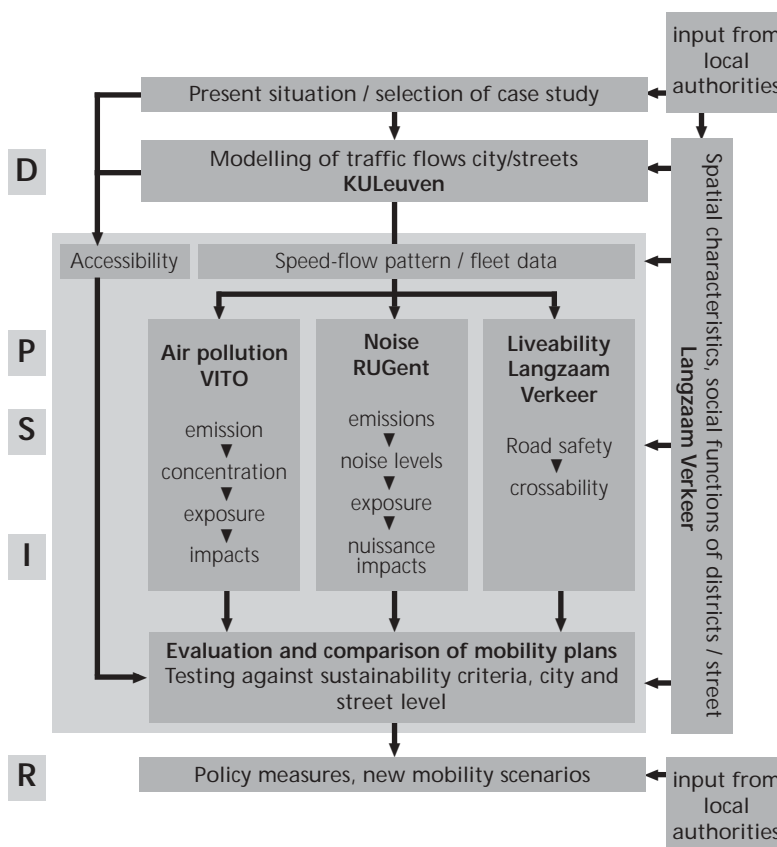 input from
local
authorities
Present situation / selection of case study
D
Modelling of traffic flows city/streets
KULeuven
Accessibility
Speed-flow pattern / fleet data
P
S
I
Air pollution
VITO
emission
concentration
exposure
impacts
Noise
RUGent
emissions
noise levels
exposure
nuissance
impacts
Liveability
Langzaam
Verkeer
Road safety
crossability
Spatial characteristics, social functions of districts / street
Langzaam Verkeer
Evaluation and comparison of mobility plans
Testing against sustainability criteria, city and
street level
R
Policy measures, new mobility scenarios
input from
local
authorities